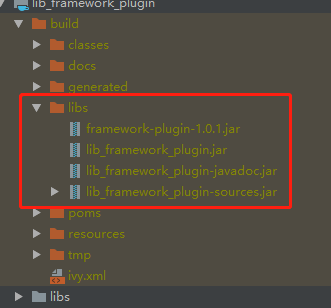 lib_framework_plugin
build
classes
docs
generated
libs
framework-plugin-1.0.1.jar
lib_framework_plugin.jar
lib_framework_plugin-javadoc.jar
lib_framework_plugin-sources.jar
poms
resources
tmp
ivy.xml
libs